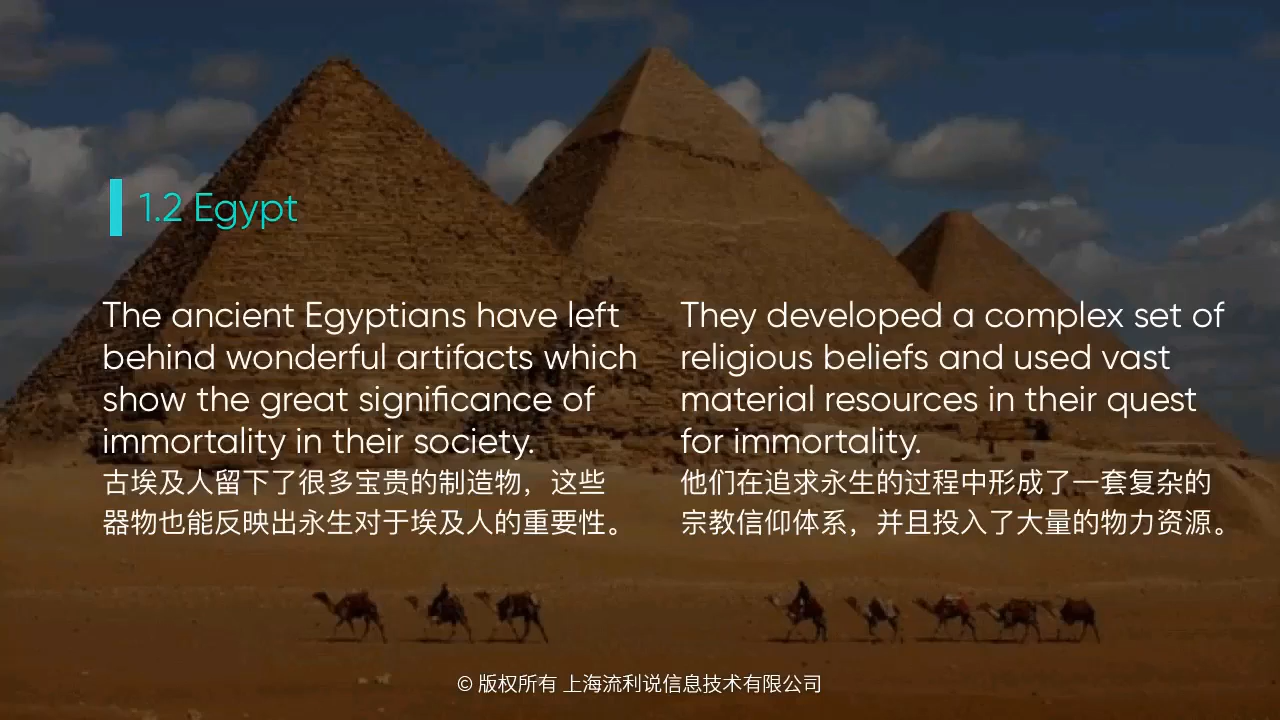 1.2 Egypt
The ancient Egyptians have left
behind wonderful artifacts which
show the great significance of
immortality in their society.
古埃及人留下了很多宝贵的制造物，这些
器物也能反映出永生对于埃及人的重要性。
They developed a complex set of
religious beliefs and used vast
material resources in their quest
for immortality.
他们在追求永生的过程中形成了一套复杂的
宗教信仰体系，并且投入了大量的物力资源。
© 版权所有 上海流利说信息技术有限公司